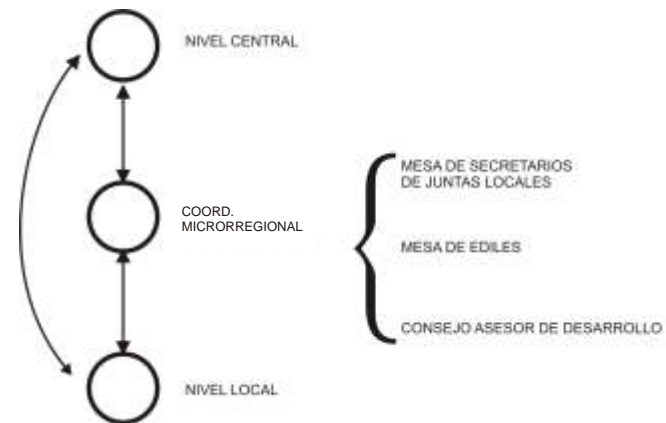 NIVEL CENTRAL
COORD.
MICRORREGIONAL
MESA DE SECRETARIOS
DE JUNTAS LOCALES
MESA DE EDILES
CONSEJO ASESOR DE DESARROLLO
NIVEL LOCAL